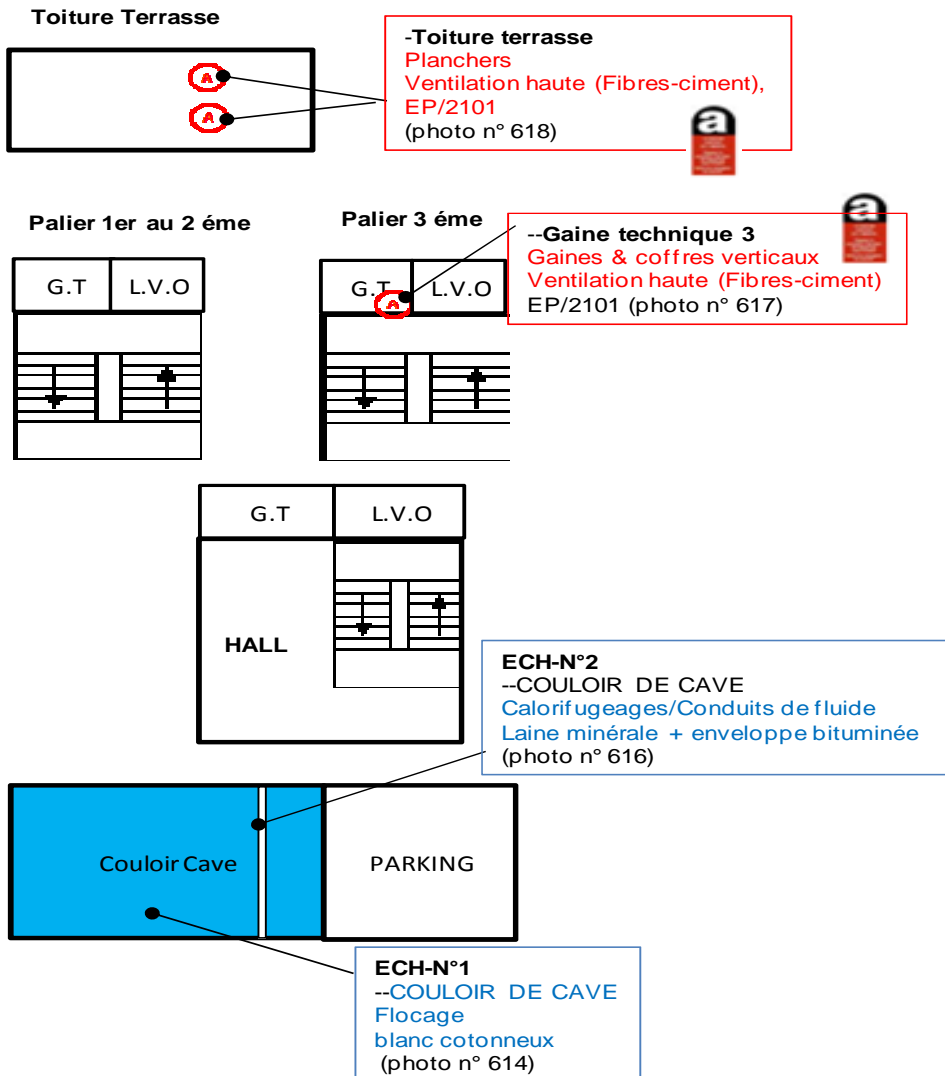 Toiture Terrasse
A
A
-Toiture terrasse
Planchers
Ventilation haute (Fibres-ciment),
EP/2101
(photo n° 618)
a
Palier 1er au 2 éme
Palier 3 éme
G.T
L.V.O
G.T
L.V.O
A
--Gaine technique 3
Gaines & coffres verticaux
Ventilation haute (Fibres-ciment)
EP/2101 (photo n° 617)
a
G.T
L.V.O
HALL
ECH-N°2
--COULOIR DE CAVE
Calorifugeages/Conduits de fluide
Laine minérale + enveloppe bituminée
(photo n° 616)
Couloir Cave
PARKING
ECH-N°1
--COULOIR DE CAVE
Flocage
blanc cotonneux
(photo n° 614)